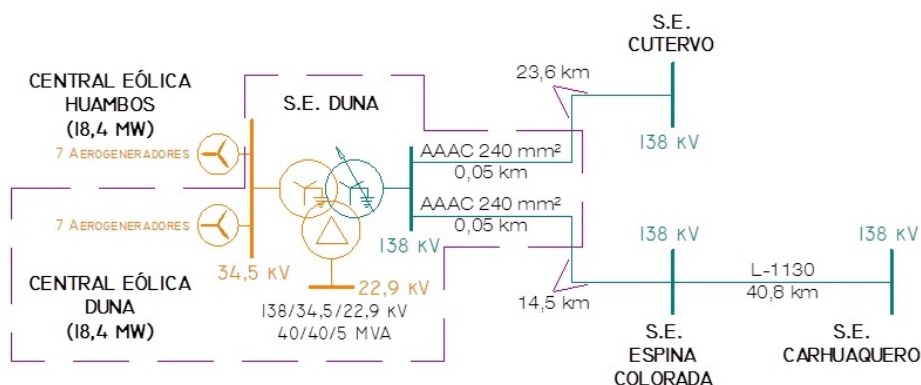 S.E.
CUTERVO
23,6 km
138 kV
CENTRAL EÓLICA
HUAMBOS
(18,4 MW)
7 AEROGENERADORES
S.E. DUNA
AAAC 240 mm²
0,05 km
AAAC 240 mm²
0,05 km
7 AEROGENERADORES
138 kV
34,5 kV
22,9 kV
138/34,5/22,9 kV
40/40/5 MVA
CENTRAL EÓLICA
DUNA
(18,4 MW)
14,5 km
138 kV
138 kV
L-1130
40,8 km
S.E.
ESPINA
COLORADA
S.E.
CARHUAQUERO